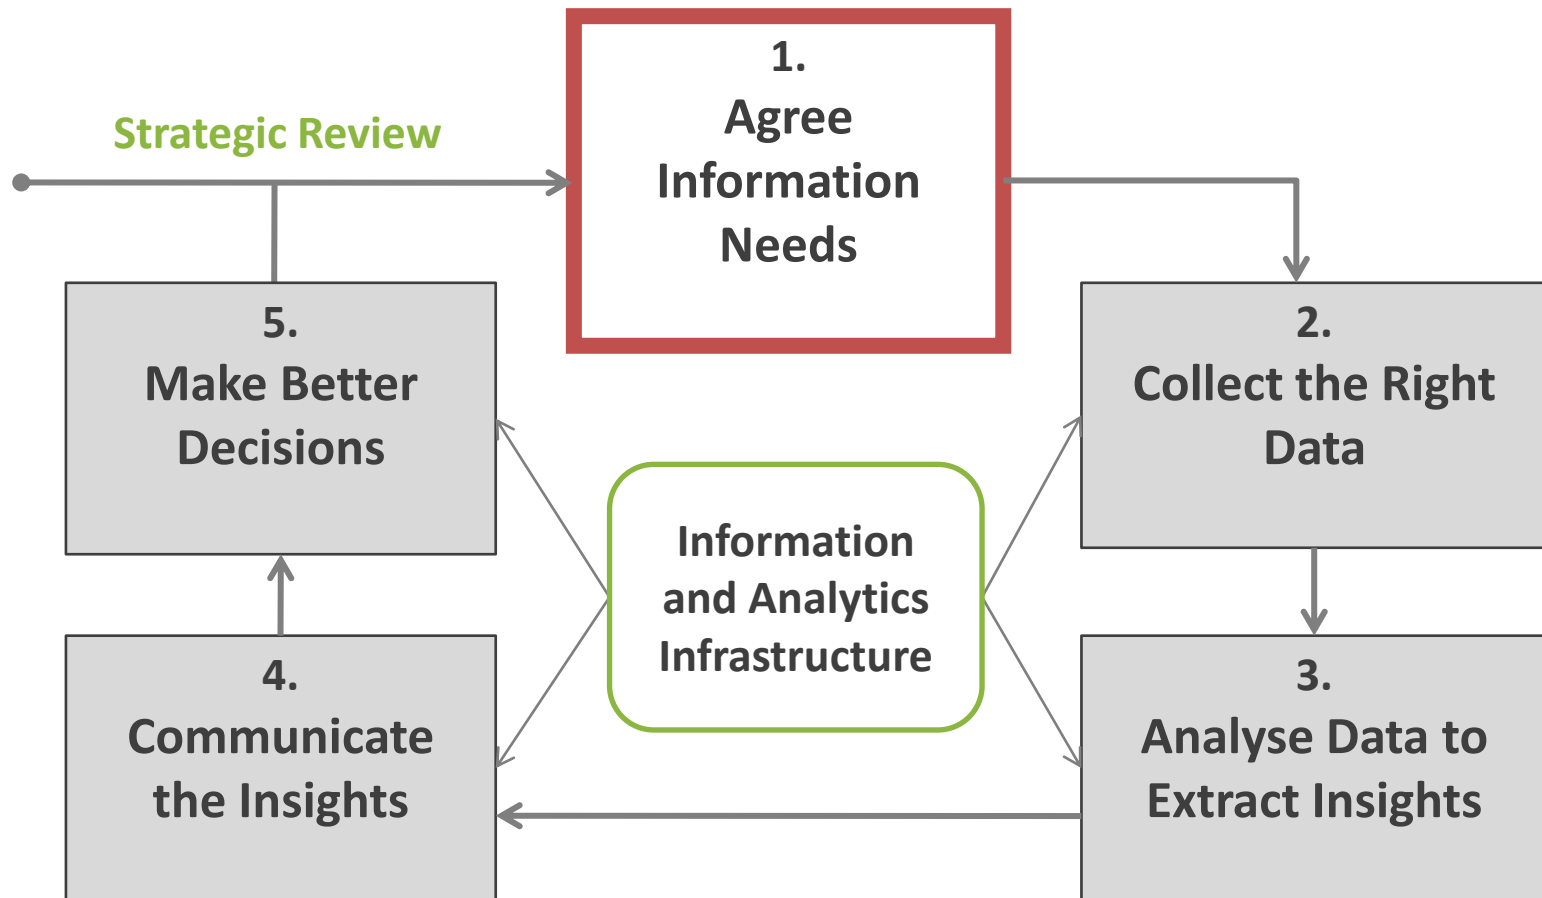 Strategic Review
1.
Agree
Information
Needs
2.
Collect the Right
Data
3.
Analyse Data to
Extract Insights
4.
Communicate
the Insights
5.
Make Better
Decisions
Information
and Analytics
Infrastructure